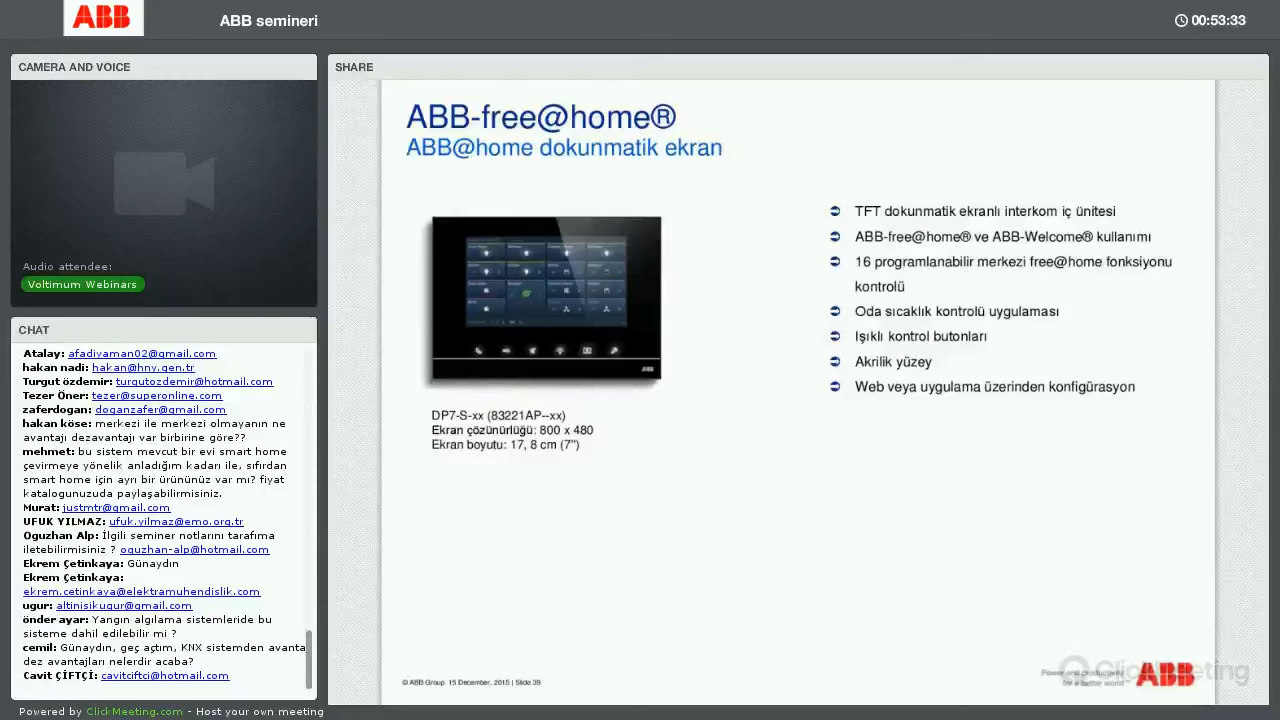 ABB
ABB semineri
00:53:33
CAMERA AND VOICE
Audio attendee:
Voltimum Webinars
CHAT
Atalay: afadiyaman02@gmail.com
hakan nadi: hakan@hny.gen.tr
Turgut özdemir: turgutozdemir@hotmail.com
Tezer Öner: tezer@superonline.com
zaferdogan: doganzafer@gmail.com
hakan köse: merkezi ile merkezi olmayanın ne
avantajı dezavantajı var birbirine göre??
mehmet: bu sistem mevcut bir evi smart home
çevirmeye yönelik anladığım kadarı ile, sıfırdan
smart home için ayrı bir ürününüz var mı? fiyat
katalogunuzuda paylaşabilirmisiniz.
Murat: justmtr@gmail.com
UFUK YILMAZ: ufuk.yilmaz@emo.org.tr
Oguzhan Alp: İlgili seminer notlarını tarafıma
iletebilirmisiniz ? oguzhan-alp@hotmail.com
Ekrem Çetinkaya: Günaydın
Ekrem Çetinkaya:
ekrem.cetinkaya@elektramuhendislik.com
ugur: altinisikugur@gmail.com
önder ayar: Yangın algılama sistemleride bu
sisteme dahil edilebilir mi ?
cemil: Günaydın, geç açtım, KNX sistemden avanta
dez avantajları nelerdir acaba?
Cavit ÇİFTÇİ: cavitciftci@hotmail.com
Powered by ClickMeeting.com - Host your own meeting
SHARE
ABB-free@home®
ABB@home dokunmatik ekran
ABB
DP7-S-xx (83221AP--xx)
Ekran çözünürlüğü: 800 x 480
Ekran boyutu: 17, 8 cm (7")
TFT dokunmatik ekranlı interkom iç ünitesi
ABB-free@home® ve ABB-Welcome® kullanımı
16 programlanabilir merkezi free@home fonksiyonu
kontrolü
Oda sıcaklık kontrolü uygulaması
Işıklı kontrol butonları
Akrilik yüzey
Web veya uygulama üzerinden konfigürasyon
© ABB Group 15 December, 2015 | Slide 39
Power and productivity
for a better world™
ABB
ClickMeeting